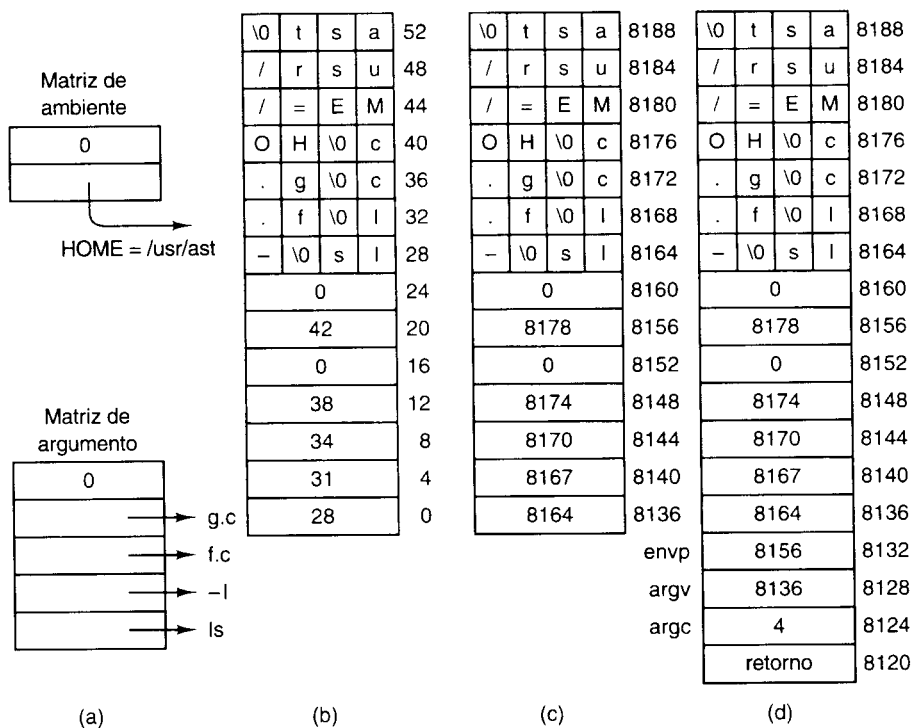 Matriz de
ambiente
0
HOME = /usr/ast
Matriz de
argumento
0
g.c
f.c
–l
ls
(a)
\0 t s a 52
/ r s u 48
/ = E M 44
O H \0 c 40
. g \0 c 36
. f \0 l 32
– \0 s l 28
0 24
42 20
0 16
38 12
34 8
31 4
28 0
(b)
\0 t s a 8188
/ r s u 8184
/ = E M 8180
O H \0 c 8176
. g \0 c 8172
. f \0 l 8168
– \0 s l 8164
0 8160
8178 8156
0 8152
8174 8148
8170 8144
8167 8140
8164 8136
(c)
\0 t s a 8188
/ r s u 8184
/ = E M 8180
O H \0 c 8176
. g \0 c 8172
. f \0 l 8168
– \0 s l 8164
0 8160
8178 8156
0 8152
8174 8148
8170 8144
8167 8140
8164 8136
envp 8156 8132
argv 8136 8128
argc 4 8124
retorno 8120
(d)